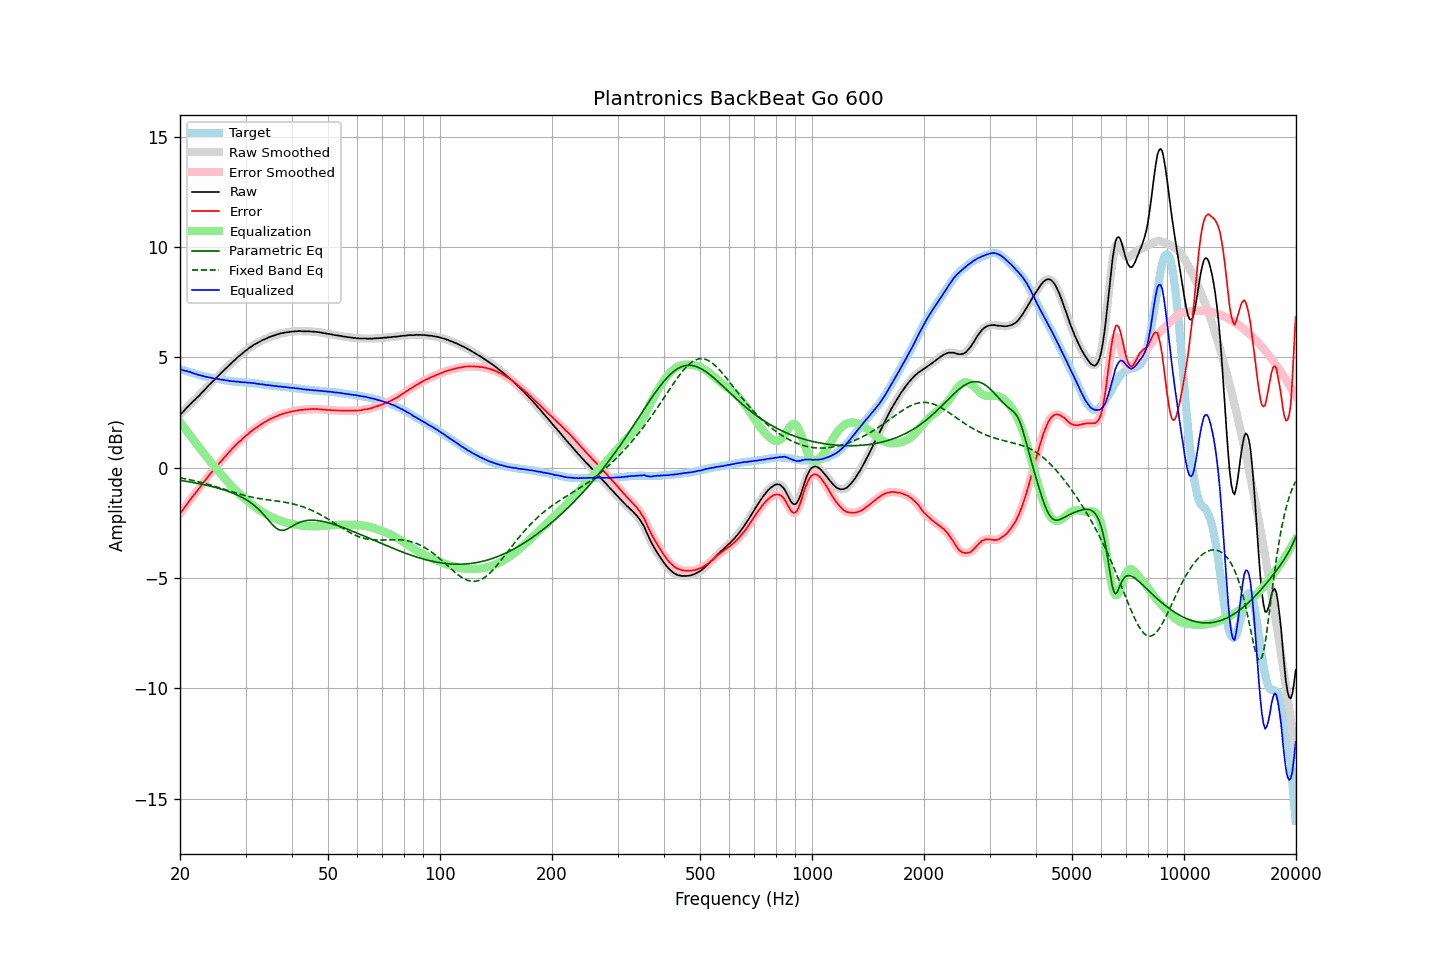 Plantronics BackBeat Go 600
Target
Raw Smoothed
Error Smoothed
Raw
Error
Equalization
Parametric Eq
Fixed Band Eq
Equalized
15
10
5
0
−5
−10
−15
Amplitude (dBr)
20 50 100 200 500 1000 2000 5000 10000 20000
Frequency (Hz)